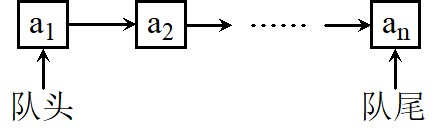 a1 a2 ...... an
队头 队尾